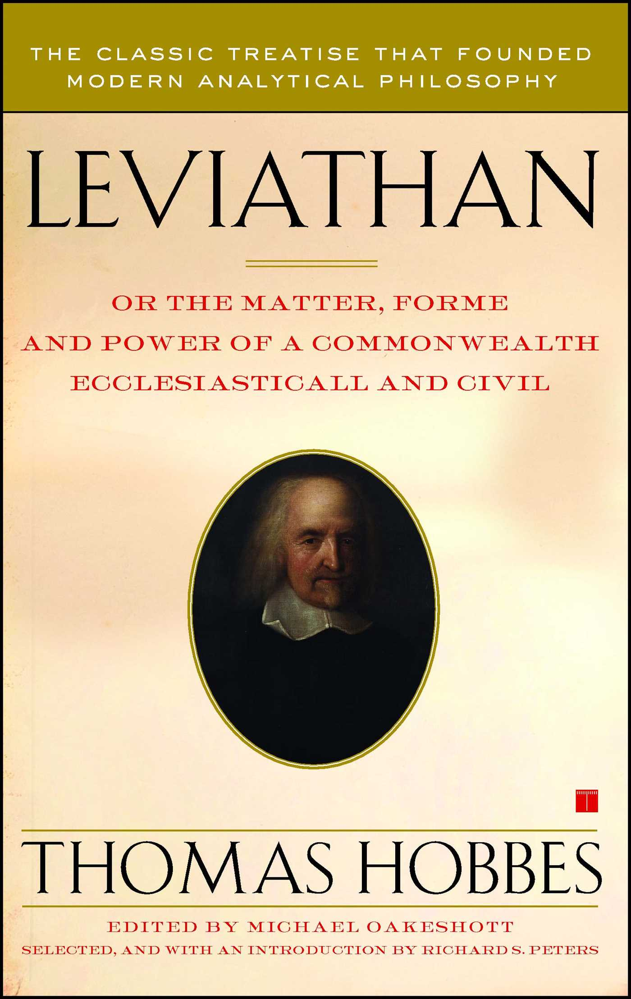 THE CLASSIC TREATISE THAT FOUNDED
MODERN ANALYTICAL PHILOSOPHY
LEVIATHAN
OR THE MATTER, FORME
AND POWER OF A COMMONWEALTH
ECCLESIASTICALL AND CIVIL
THOMAS HOBBES
EDITED BY MICHAEL OAKESHOTT
SELECTED, AND WITH AN INTRODUCTION BY RICHARD S. PETERS